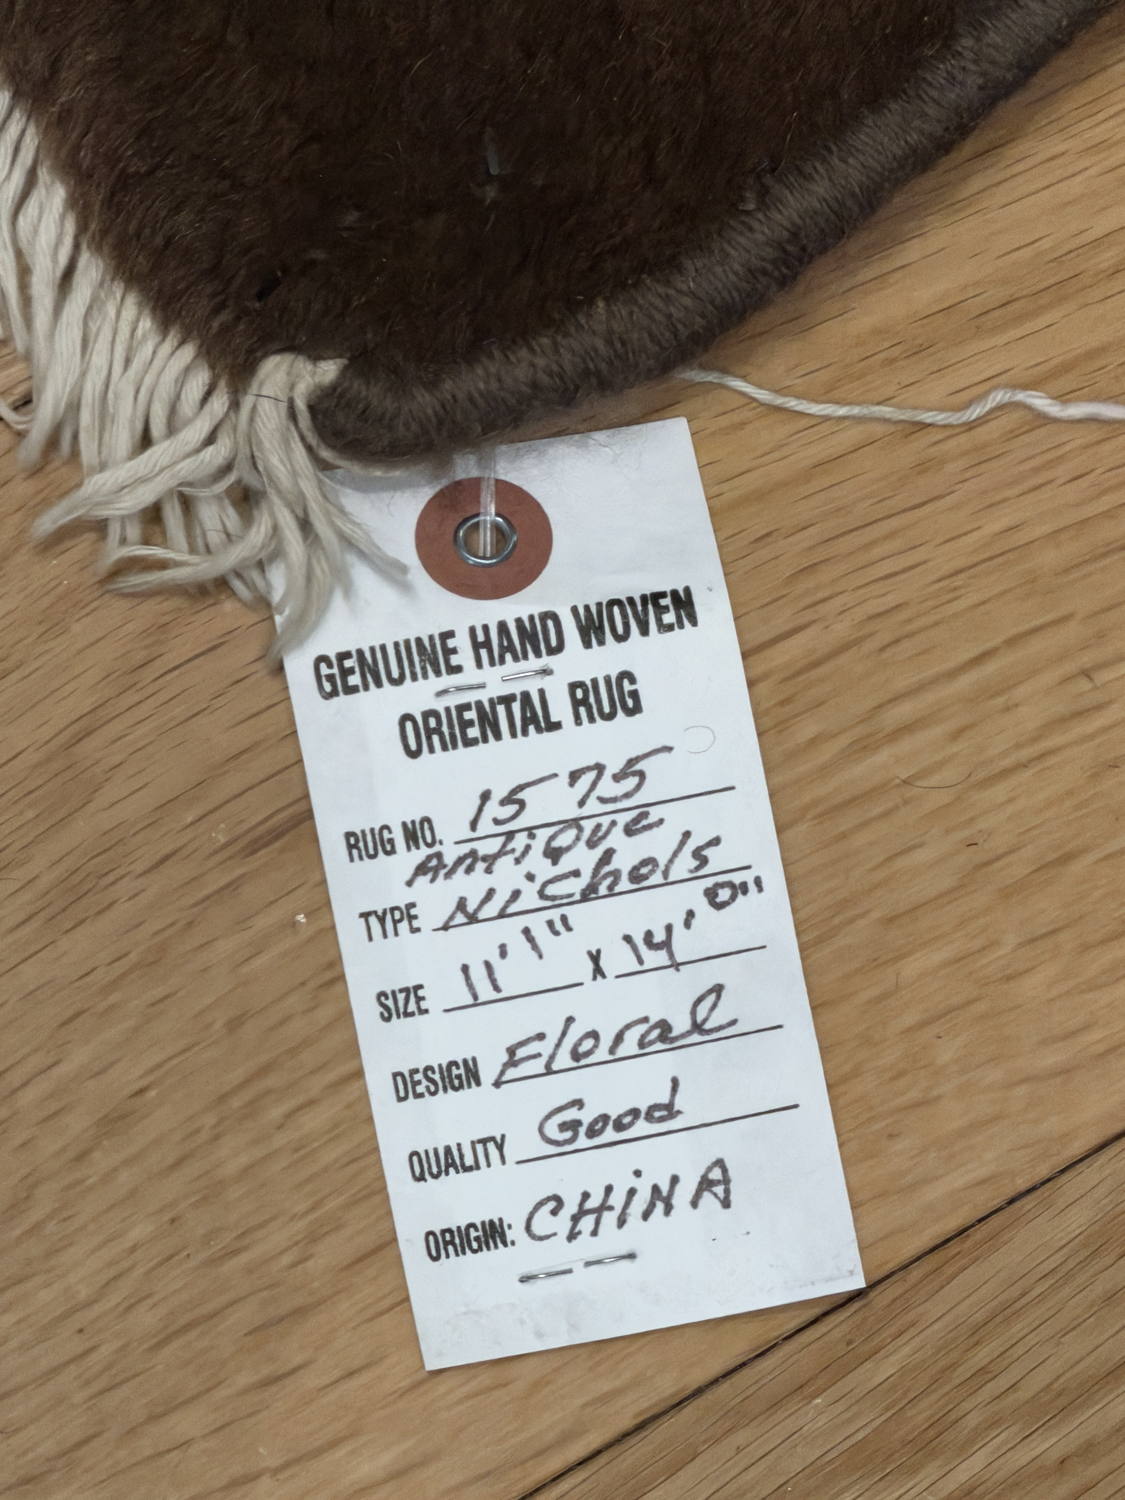 GENUINE HAND WOVEN
ORIENTAL RUG
RUG NO. 1575
Antique
TYPE Nichols
SIZE 11'1" X 14'0"
DESIGN Floral
QUALITY Good
ORIGIN: CHiNA